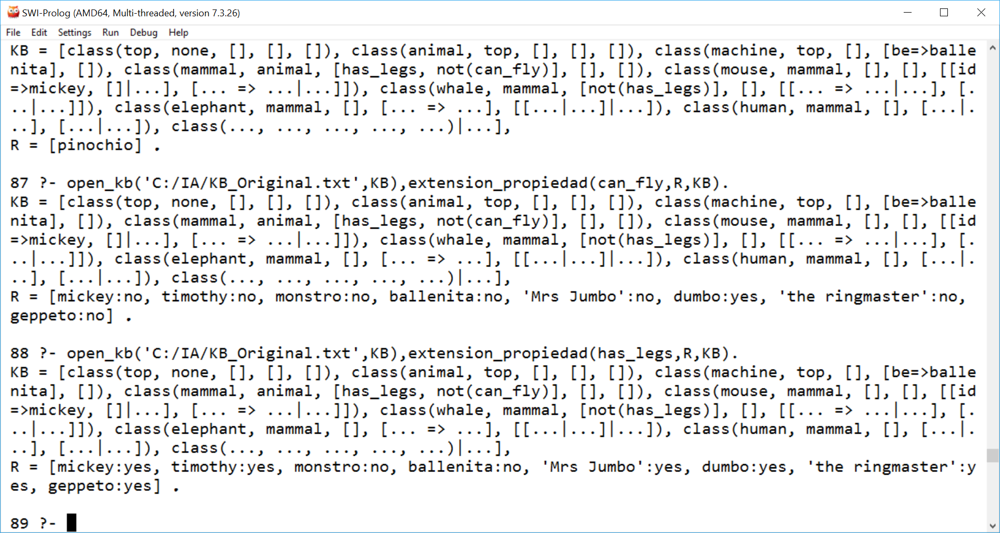 SWI-Prolog (AMD64, Multi-threaded, version 7.3.26)
File Edit Settings Run Debug Help
KB = [class(top, none, [], [], []), class(animal, top, [], [], []), class(machine, top, [], [be=>balle
nita], []), class(mammal, animal, [has_legs, not(can_fly)], [], []), class(mouse, mammal, [], [], [[id
=>mickey, []|...], [... => ...|...]]), class(whale, mammal, [not(has_legs)], [], [[... => ...|...], [.
..|...]]), class(elephant, mammal, [], [... => ...], [[...|...]|...]), class(human, mammal, [], [...|.
..], [...|...]), class(..., ..., ..., ..., ...)|...],
R = [pinochio] .
87 ?- open_kb('C:/IA/KB_Original.txt',KB),extension_propiedad(can_fly,R,KB).
KB = [class(top, none, [], [], []), class(animal, top, [], [], []), class(machine, top, [], [be=>balle
nita], []), class(mammal, animal, [has_legs, not(can_fly)], [], []), class(mouse, mammal, [], [], [[id
=>mickey, []|...], [... => ...|...]]), class(whale, mammal, [not(has_legs)], [], [[... => ...|...], [.
..|...]]), class(elephant, mammal, [], [... => ...], [[...|...]|...]), class(human, mammal, [], [...|.
..], [...|...]), class(..., ..., ..., ..., ...)|...],
R = [mickey:no, timothy:no, monstro:no, ballenita:no, 'Mrs Jumbo':no, dumbo:yes, 'the ringmaster':no,
geppeto:no] .
88 ?- open_kb('C:/IA/KB_Original.txt',KB),extension_propiedad(has_legs,R,KB).
KB = [class(top, none, [], [], []), class(animal, top, [], [], []), class(machine, top, [], [be=>balle
nita], []), class(mammal, animal, [has_legs, not(can_fly)], [], []), class(mouse, mammal, [], [], [[id
=>mickey, []|...], [... => ...|...]]), class(whale, mammal, [not(has_legs)], [], [[... => ...|...], [.
..|...]]), class(elephant, mammal, [], [... => ...], [[...|...]|...]), class(human, mammal, [], [...|.
..], [...|...]), class(..., ..., ..., ..., ...)|...],
R = [mickey:yes, timothy:yes, monstro:no, ballenita:no, 'Mrs Jumbo':yes, dumbo:yes, 'the ringmaster':y
es, geppeto:yes] .
89 ?-